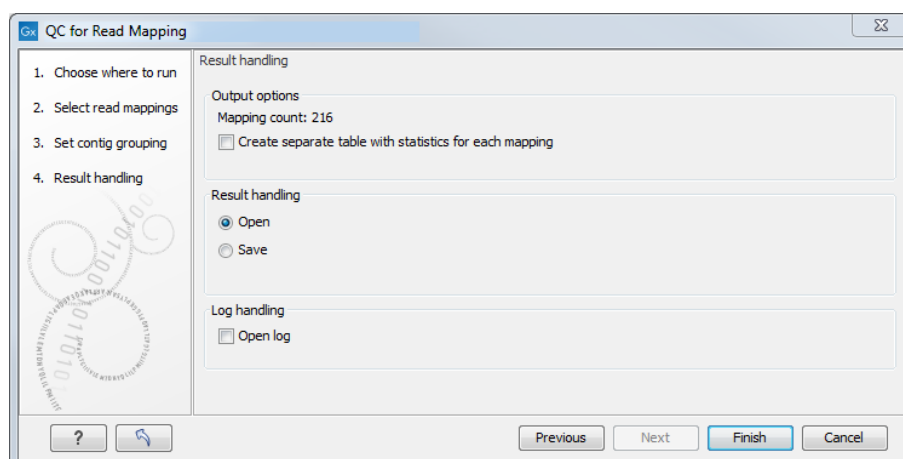 Gx QC for Read Mapping
1. Choose where to run
2. Select read mappings
3. Set contig grouping
4. Result handling
Result handling
Output options
Mapping count: 216
Create separate table with statistics for each mapping
Result handling
Open
Save
Log handling
Open log
?
Previous
Next
Finish
Cancel